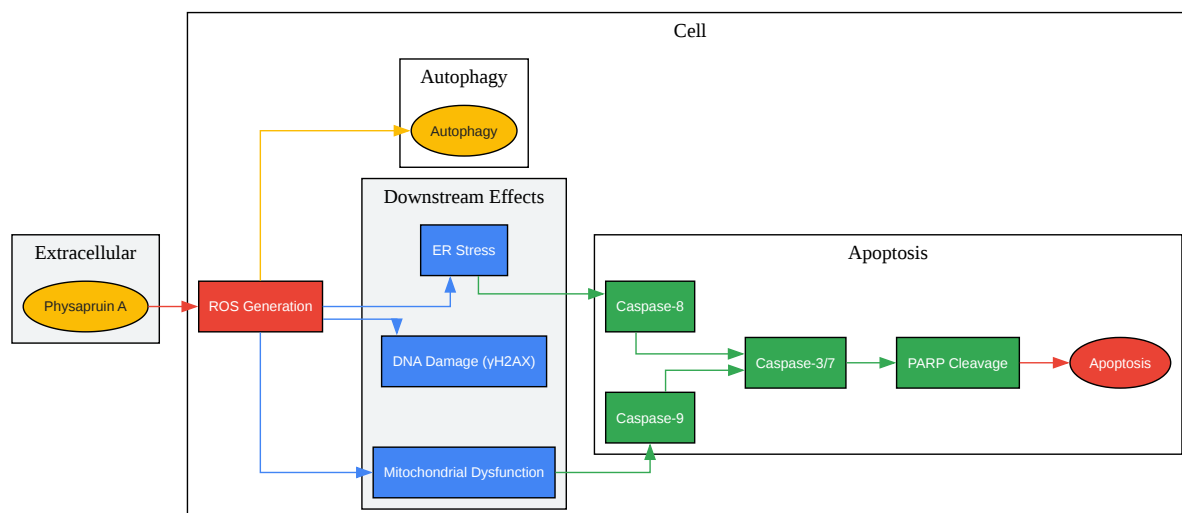 Cell
Autophagy
Autophagy
Downstream Effects
ER Stress
Extracellular
Physapruin A
ROS Generation
DNA Damage (γH2AX)
Mitochondrial Dysfunction
Apoptosis
Caspase-8
Caspase-3/7
PARP Cleavage
Apoptosis
Caspase-9